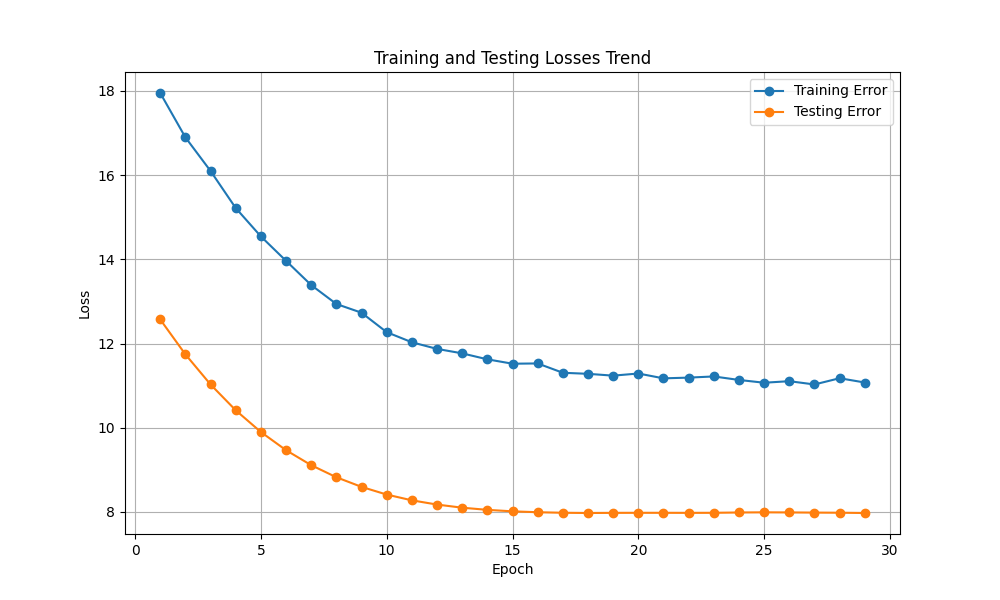 Training and Testing Losses Trend
Training Error
Testing Error
18
16
14
12
10
8
Loss
0 5 10 15 20 25 30
Epoch